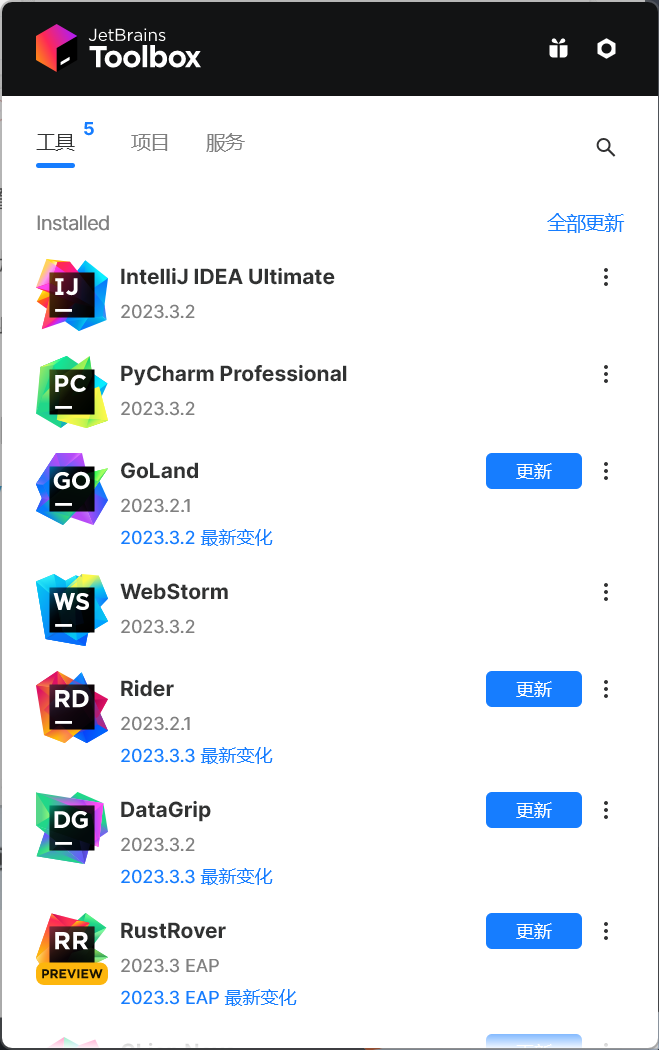 JetBrains
Toolbox
工具 5 项目 服务
Installed 全部更新
IJ
IntelliJ IDEA Ultimate
2023.3.2
PC
PyCharm Professional
2023.3.2
GO
GoLand 更新
2023.2.1
2023.3.2 最新变化
WS
WebStorm
2023.3.2
RD
Rider 更新
2023.2.1
2023.3.3 最新变化
DG
DataGrip 更新
2023.3.2
2023.3.3 最新变化
RR
PREVIEW
RustRover 更新
2023.3 EAP
2023.3 EAP 最新变化